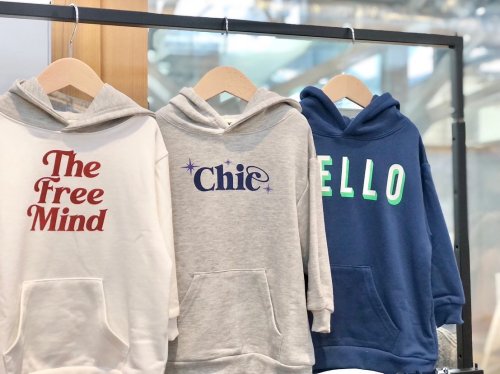 The
Free
Mind
Chic
ELLO